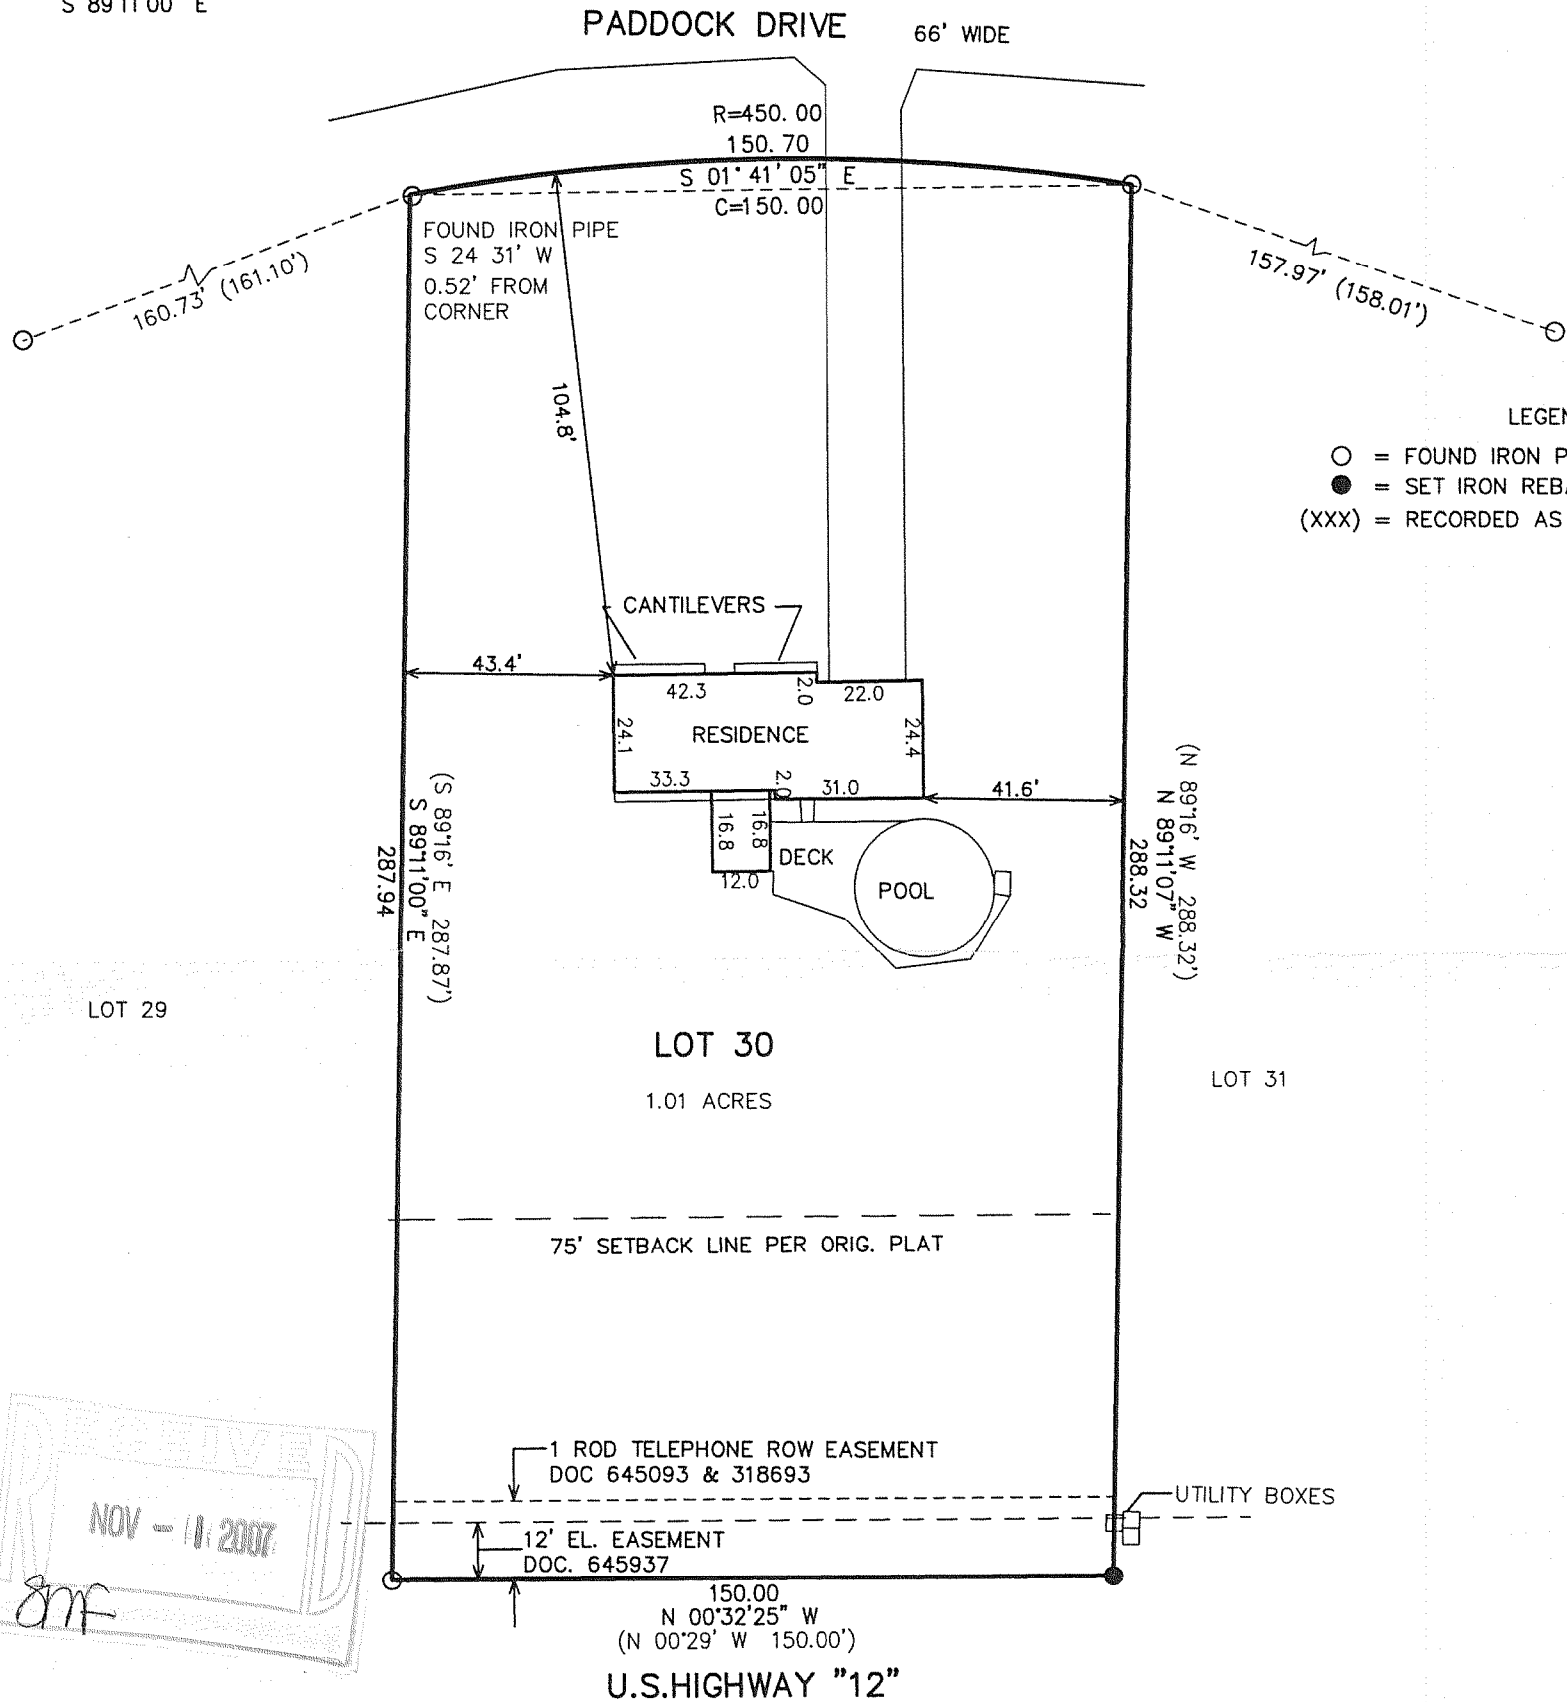 S 89°11'00" E
PADDOCK DRIVE
66' WIDE
R=450.00
150.70
S 01°41'05" E
C=150.00
FOUND IRON PIPE
S 24 31' W
0.52' FROM
CORNER
160.73' (161.10')
157.97' (158.01')
104.8'
LEGEN
= FOUND IRON P
= SET IRON REBA
(XXX) = RECORDED AS
CANTILEVERS
43.4'
42.3
2.0
22.0
24.1
RESIDENCE
24.4
33.3
2.0
31.0
41.6'
16.8
16.8
DECK
12.0
POOL
(S 89°16' E 287.87')
S 89°11'00" E
287.94
(N 89°16' W 288.32')
N 89°11'07" W
288.32
LOT 29
LOT 30
1.01 ACRES
LOT 31
75' SETBACK LINE PER ORIG. PLAT
1 ROD TELEPHONE ROW EASEMENT
DOC 645093 & 318693
UTILITY BOXES
12' EL. EASEMENT
DOC. 645937
RECEIVED
NOV - 2007
150.00
N 00°32'25" W
(N 00°29' W 150.00')
U.S.HIGHWAY "12"